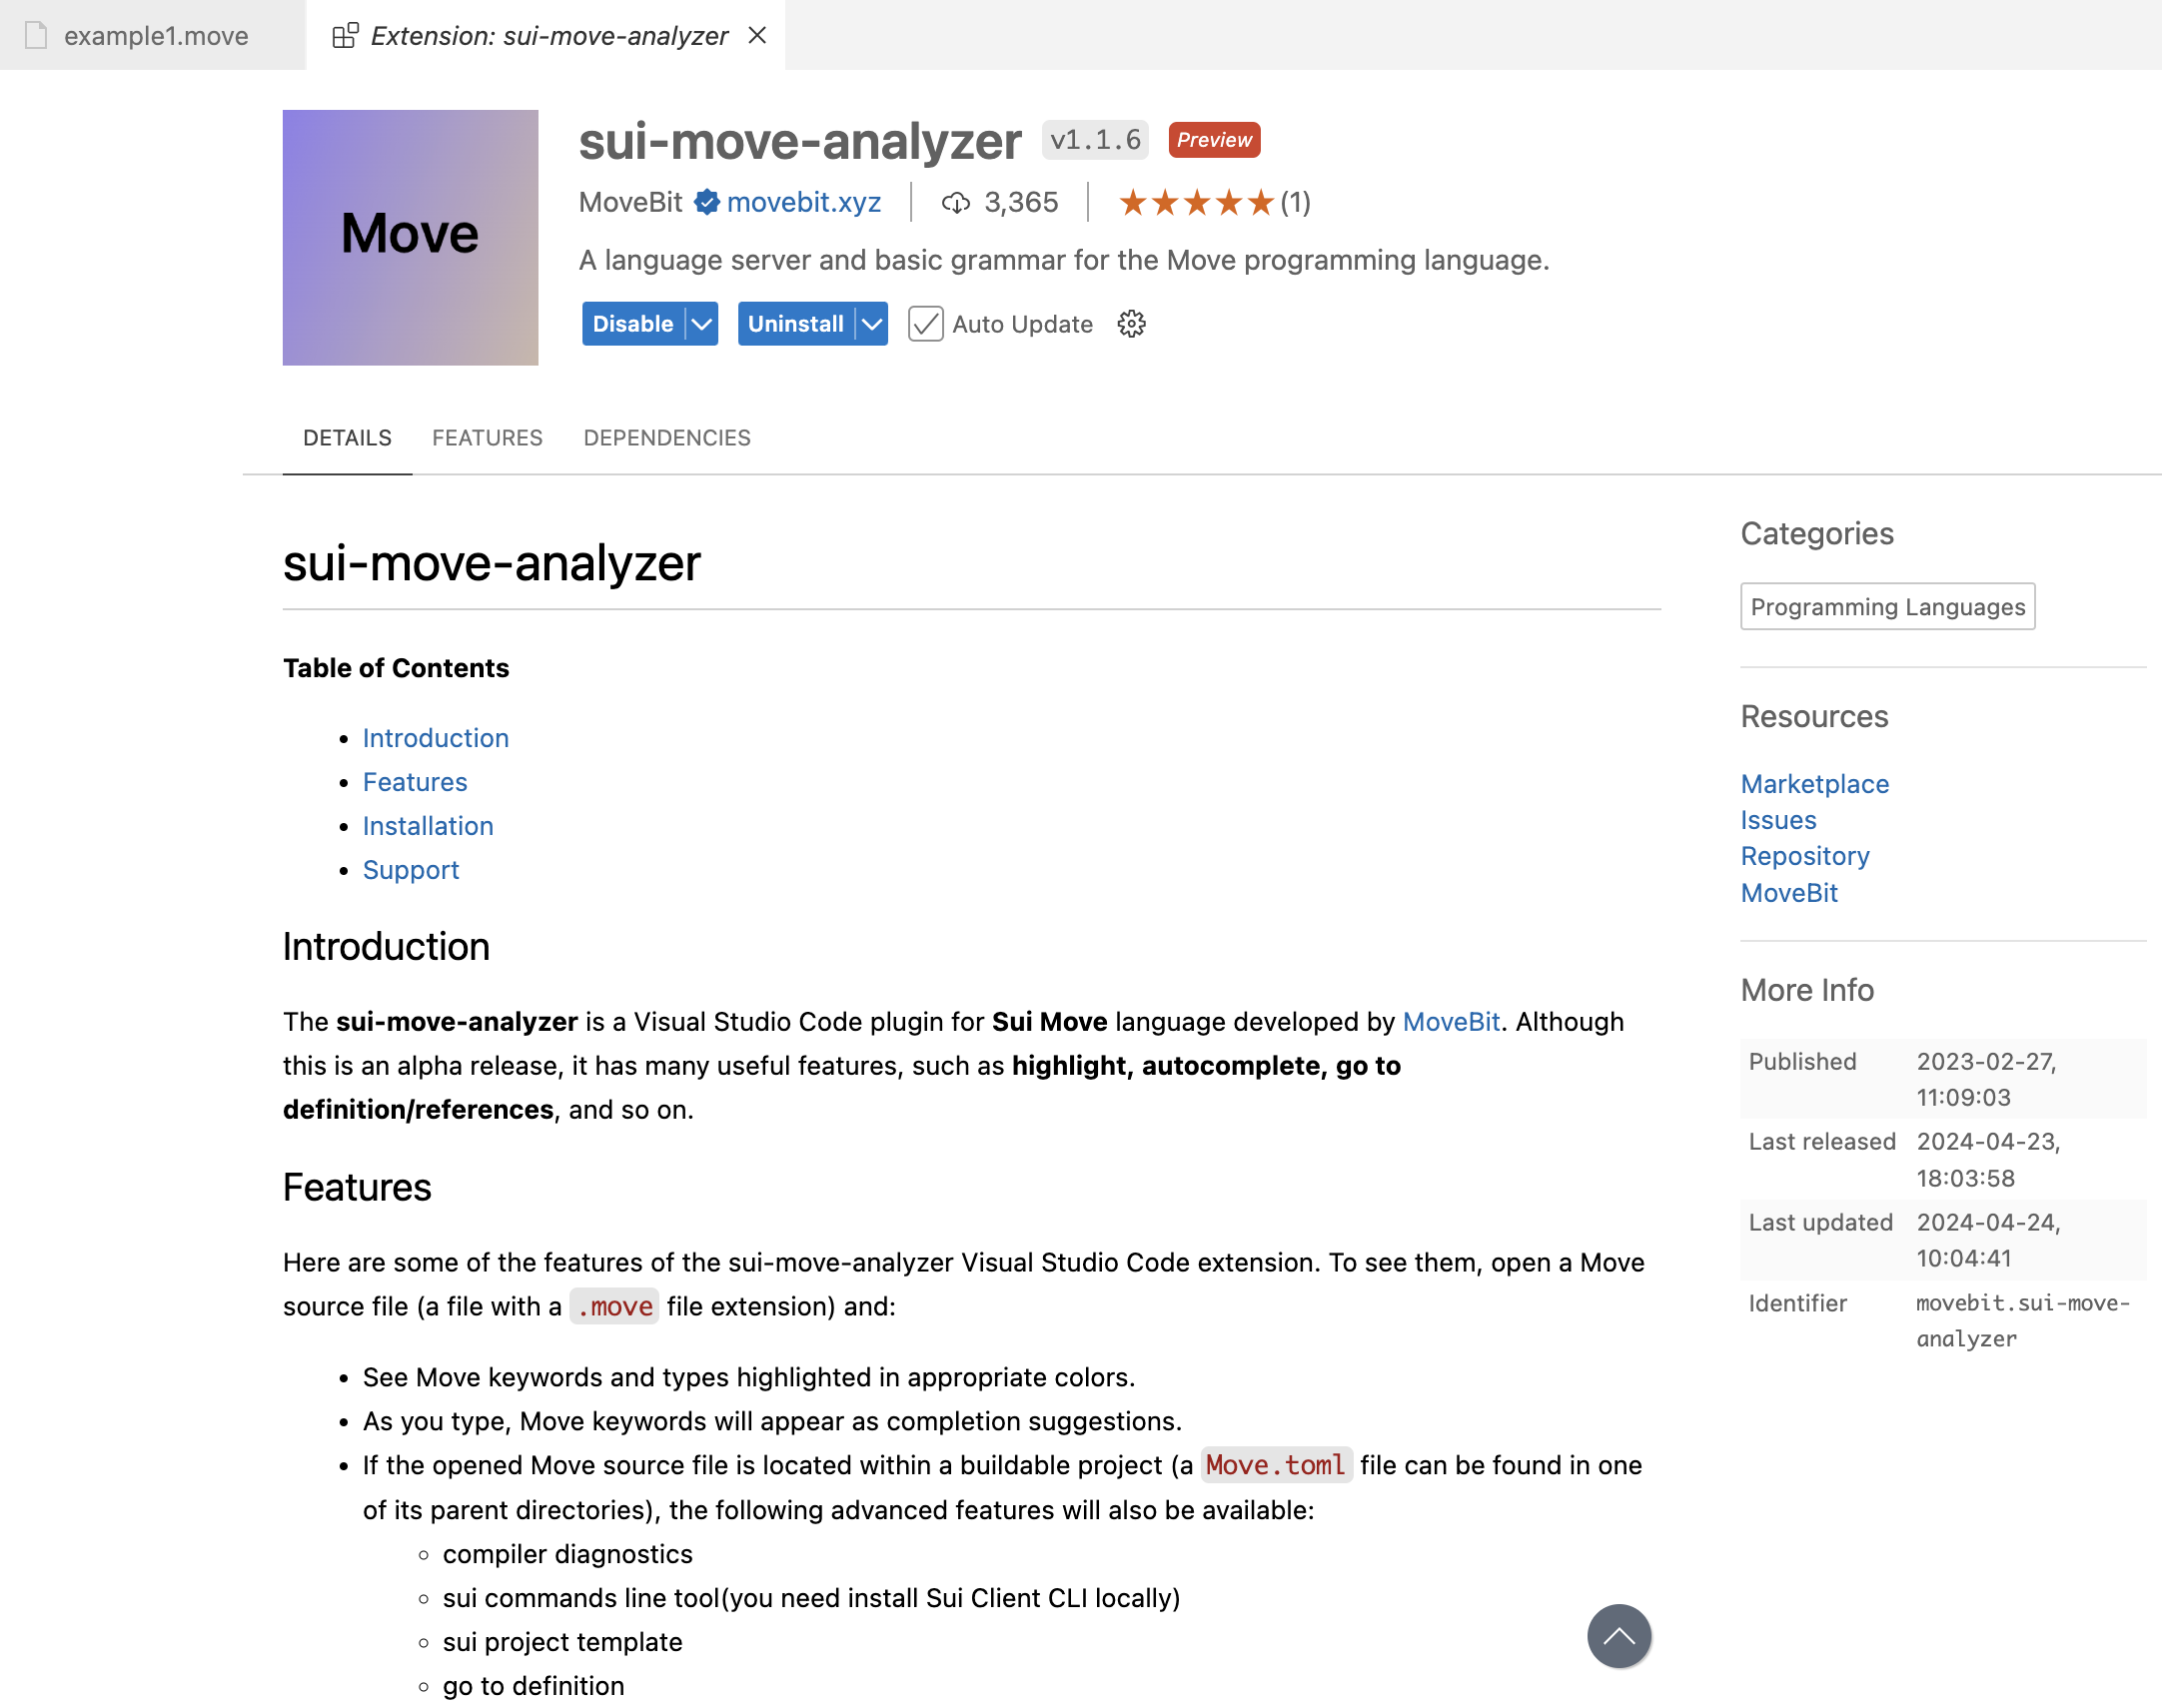 example1.move
Extension: sui-move-analyzer
Move
sui-move-analyzer v1.1.6 Preview
MoveBit movebit.xyz 3,365 (1)
A language server and basic grammar for the Move programming language.
Disable Uninstall Auto Update
DETAILS FEATURES DEPENDENCIES
sui-move-analyzer
Table of Contents
• Introduction
• Features
• Installation
• Support
Introduction
The sui-move-analyzer is a Visual Studio Code plugin for Sui Move language developed by MoveBit. Although
this is an alpha release, it has many useful features, such as highlight, autocomplete, go to
definition/references, and so on.
Features
Here are some of the features of the sui-move-analyzer Visual Studio Code extension. To see them, open a Move
source file (a file with a .move file extension) and:
• See Move keywords and types highlighted in appropriate colors.
• As you type, Move keywords will appear as completion suggestions.
• If the opened Move source file is located within a buildable project (a Move.toml file can be found in one
of its parent directories), the following advanced features will also be available:
◦ compiler diagnostics
◦ sui commands line tool(you need install Sui Client CLI locally)
◦ sui project template
◦ go to definition
Categories
Programming Languages
Resources
Marketplace
Issues
Repository
MoveBit
More Info
Published 2023-02-27,
11:09:03
Last released 2024-04-23,
18:03:58
Last updated 2024-04-24,
10:04:41
Identifier movebit.sui-move-
analyzer